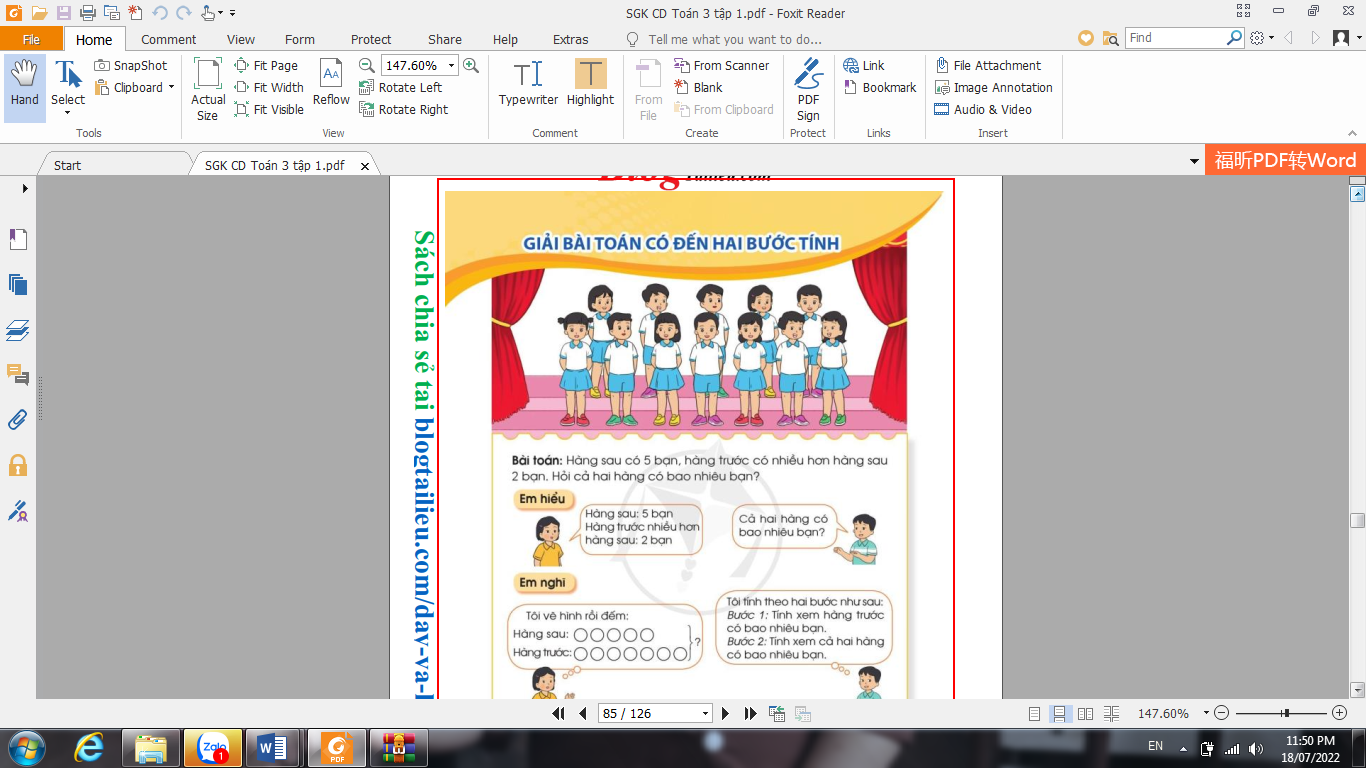 SGK CD Toán 3 tập 1.pdf - Foxit Reader
File Home Comment View Form Protect Share Help Extras Tell me what you want to do... Find
SnapShot Fit Page 147.60% From Scanner Link File Attachment
Clipboard Fit Width Rotate Left Blank Bookmark Image Annotation
Hand Select Actual Size Fit Visible Reflow Rotate Right Typewriter Highlight From File From Clipboard PDF Sign Audio & Video
Tools View Comment Create Protect Links Insert
Start SGK CD Toán 3 tập 1.pdf 福昕PDF转Word
GIẢI BÀI TOÁN CÓ ĐẾN HAI BƯỚC TÍNH
Sách chia sẻ tai blogtailieu.com/day-va-
Bài toán: Hàng sau có 5 bạn, hàng trước có nhiều hơn hàng sau
2 bạn. Hỏi cả hai hàng có bao nhiêu bạn?
Em hiểu
Hàng sau: 5 bạn
Hàng trước nhiều hơn
hàng sau: 2 bạn
Cả hai hàng có
bao nhiêu bạn?
Em nghĩ
Tôi vẽ hình rồi đếm:
Hàng sau:
Hàng trước:
?
Tôi tính theo hai bước như sau:
Bước 1: Tính xem hàng trước
có bao nhiêu bạn.
Bước 2: Tính xem cả hai hàng
có bao nhiêu bạn.
85 / 126 147.60%
Zalo 1 W PDF EN 11:50 PM
18/07/2022